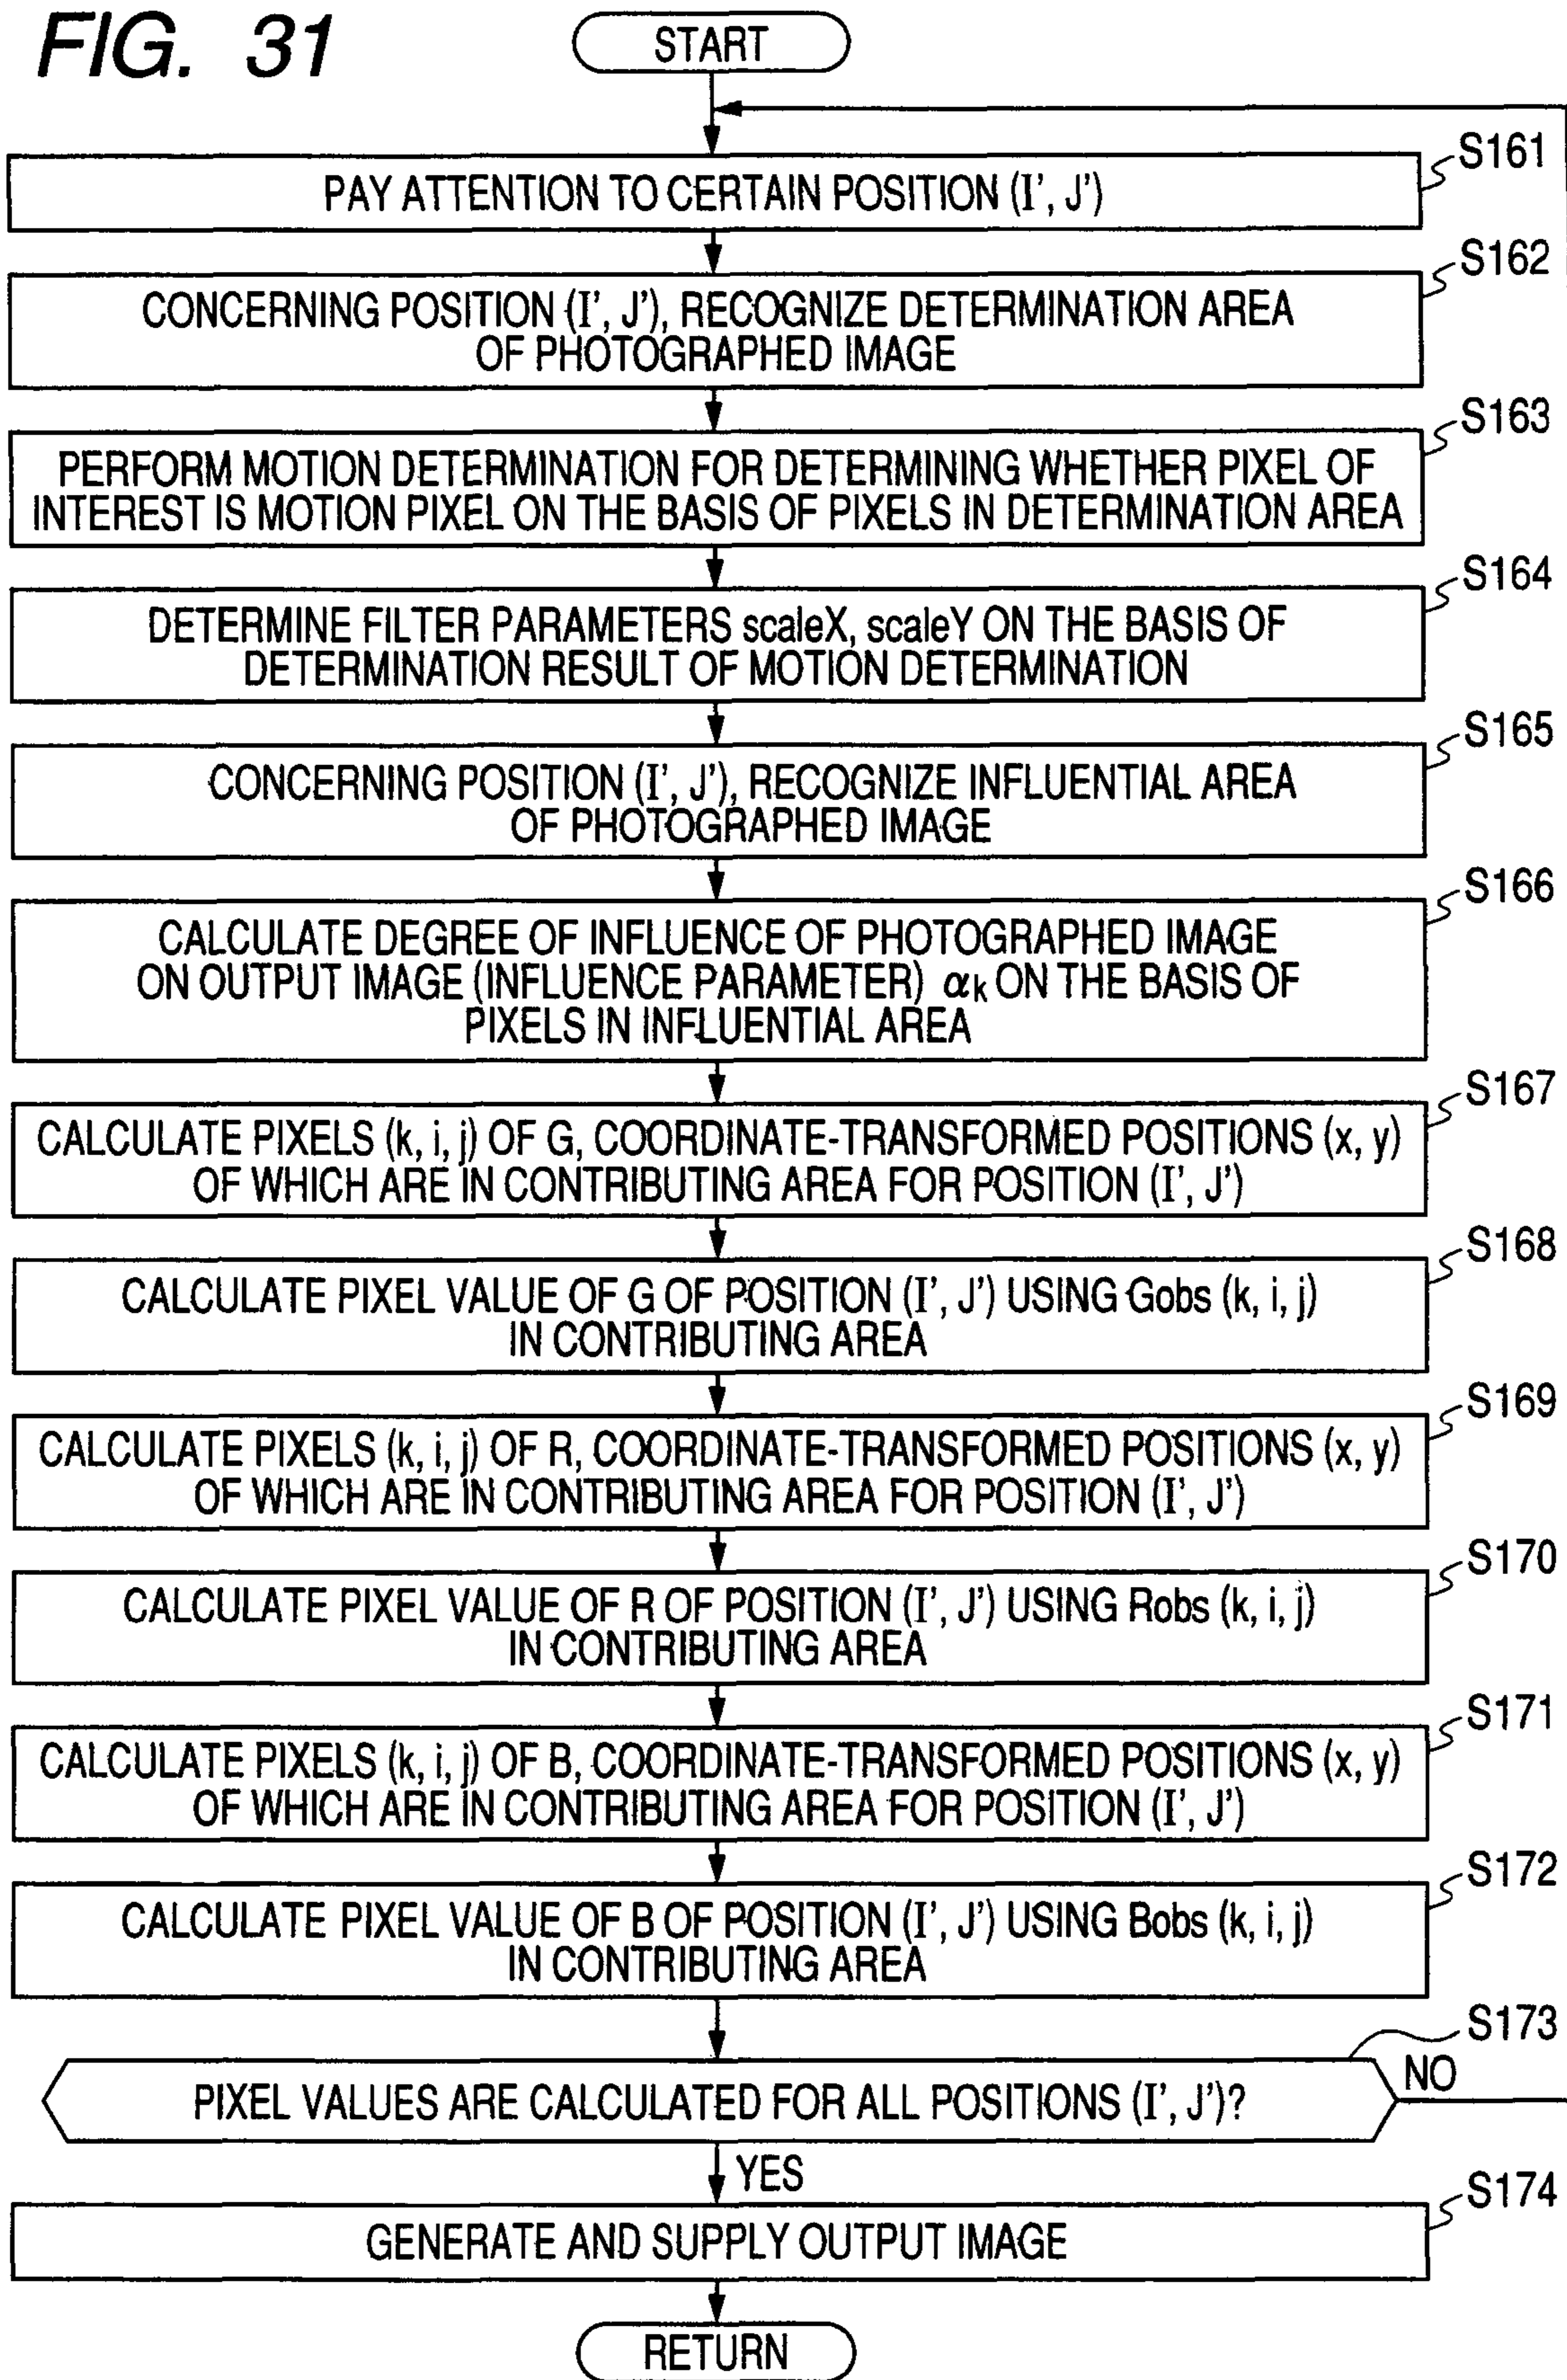 FIG. 31
START
S161
PAY ATTENTION TO CERTAIN POSITION (I', J')
S162
CONCERNING POSITION (I', J'), RECOGNIZE DETERMINATION AREA
OF PHOTOGRAPHED IMAGE
S163
PERFORM MOTION DETERMINATION FOR DETERMINING WHETHER PIXEL OF
INTEREST IS MOTION PIXEL ON THE BASIS OF PIXELS IN DETERMINATION AREA
S164
DETERMINE FILTER PARAMETERS scaleX, scaleY ON THE BASIS OF
DETERMINATION RESULT OF MOTION DETERMINATION
S165
CONCERNING POSITION (I', J'), RECOGNIZE INFLUENTIAL AREA
OF PHOTOGRAPHED IMAGE
S166
CALCULATE DEGREE OF INFLUENCE OF PHOTOGRAPHED IMAGE
ON OUTPUT IMAGE (INFLUENCE PARAMETER) αk ON THE BASIS OF
PIXELS IN INFLUENTIAL AREA
S167
CALCULATE PIXELS (k, i, j) OF G, COORDINATE-TRANSFORMED POSITIONS (x, y)
OF WHICH ARE IN CONTRIBUTING AREA FOR POSITION (I', J')
S168
CALCULATE PIXEL VALUE OF G OF POSITION (I', J') USING Gobs (k, i, j)
IN CONTRIBUTING AREA
S169
CALCULATE PIXELS (k, i, j) OF R, COORDINATE-TRANSFORMED POSITIONS (x, y)
OF WHICH ARE IN CONTRIBUTING AREA FOR POSITION (I', J')
S170
CALCULATE PIXEL VALUE OF R OF POSITION (I', J') USING Robs (k, i, j)
IN CONTRIBUTING AREA
S171
CALCULATE PIXELS (k, i, j) OF B, COORDINATE-TRANSFORMED POSITIONS (x, y)
OF WHICH ARE IN CONTRIBUTING AREA FOR POSITION (I', J')
S172
CALCULATE PIXEL VALUE OF B OF POSITION (I', J') USING Bobs (k, i, j)
IN CONTRIBUTING AREA
S173
PIXEL VALUES ARE CALCULATED FOR ALL POSITIONS (I', J')?
NO
YES
S174
GENERATE AND SUPPLY OUTPUT IMAGE
RETURN